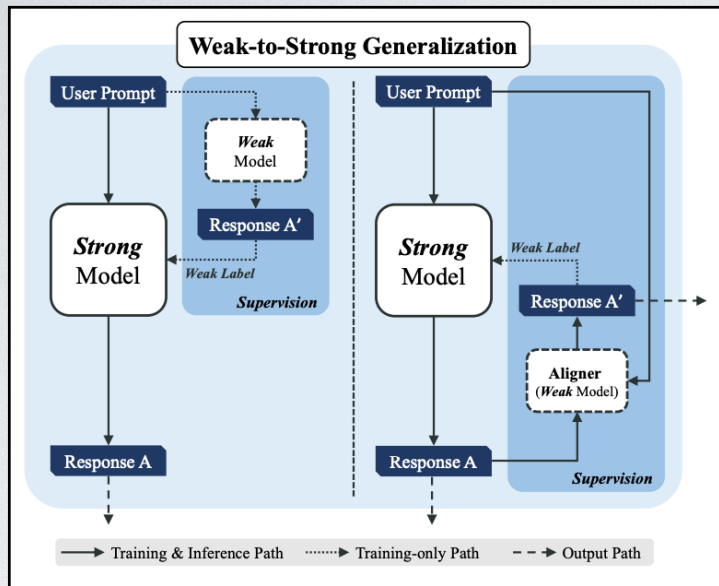 Weak-to-Strong Generalization
User Prompt
Weak
Model
Response A′
Strong
Model
Weak Label
Supervision
Response A
User Prompt
Strong
Model
Weak Label
Response A′
Aligner
(Weak Model)
Response A
Supervision
Training & Inference Path
Training-only Path
Output Path